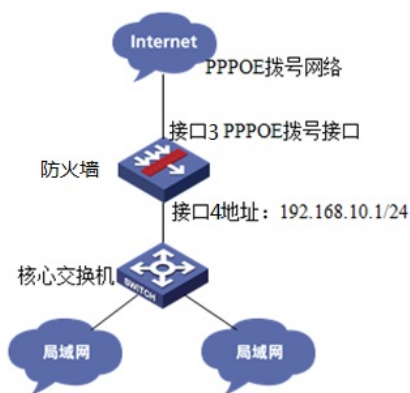 Internet
PPPOE拨号网络
接口3 PPPOE拨号接口
防火墙
接口4地址：192.168.10.1/24
核心交换机
SWITCH
局域网
局域网